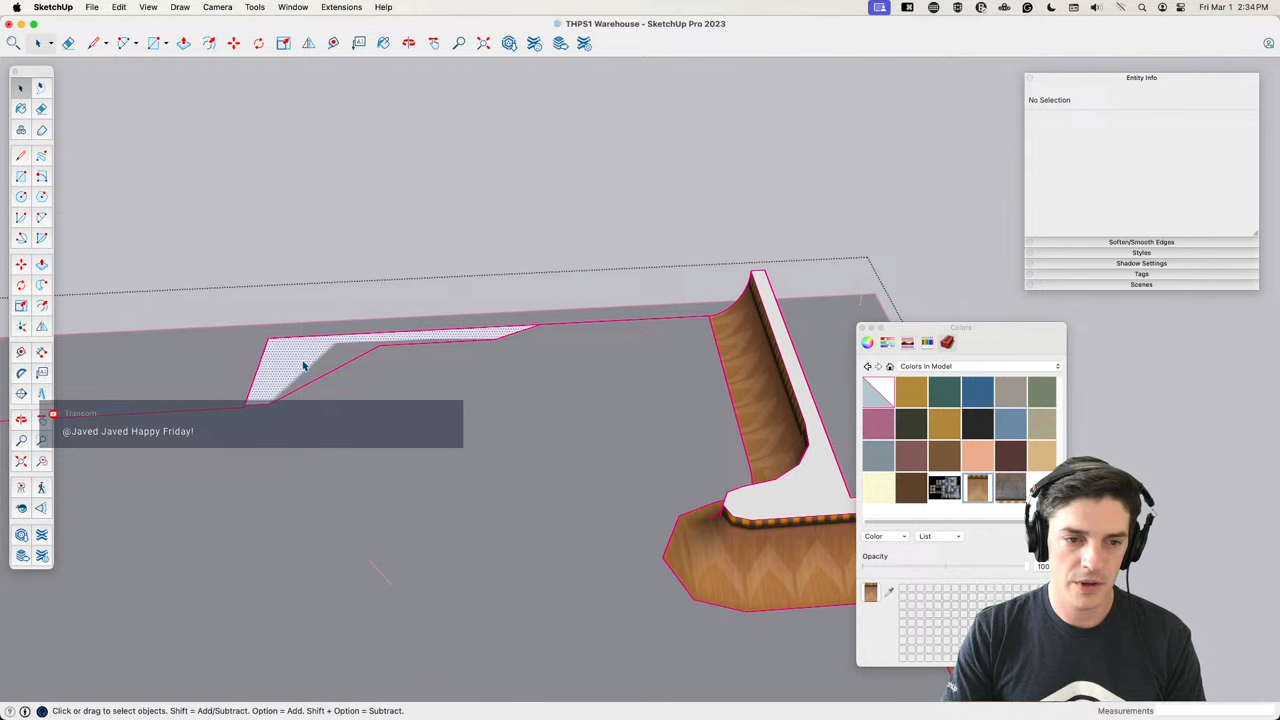 SketchUp File Edit View Draw Camera Tools Window Extensions Help
Fri Mar 1 2:34 PM
THPS1 Warehouse - SketchUp Pro 2023
Entity Info
No Selection
Soften/Smooth Edges
Styles
Shadow Settings
Tags
Scenes
Colors
Colors In Model
Color
List
Opacity
100
Transom
@Javed Javed Happy Friday!
Click or drag to select objects. Shift = Add/Subtract. Option = Add. Shift + Option = Subtract.
Measurements